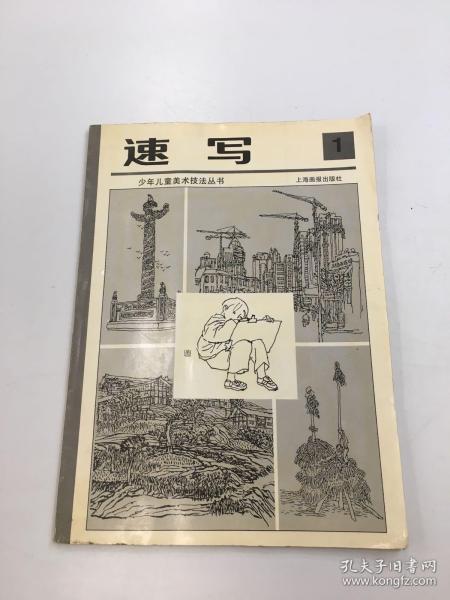 速写
1
少年儿童美术技法丛书
上海画报出版社
孔夫子旧书网
www.kongfz.com